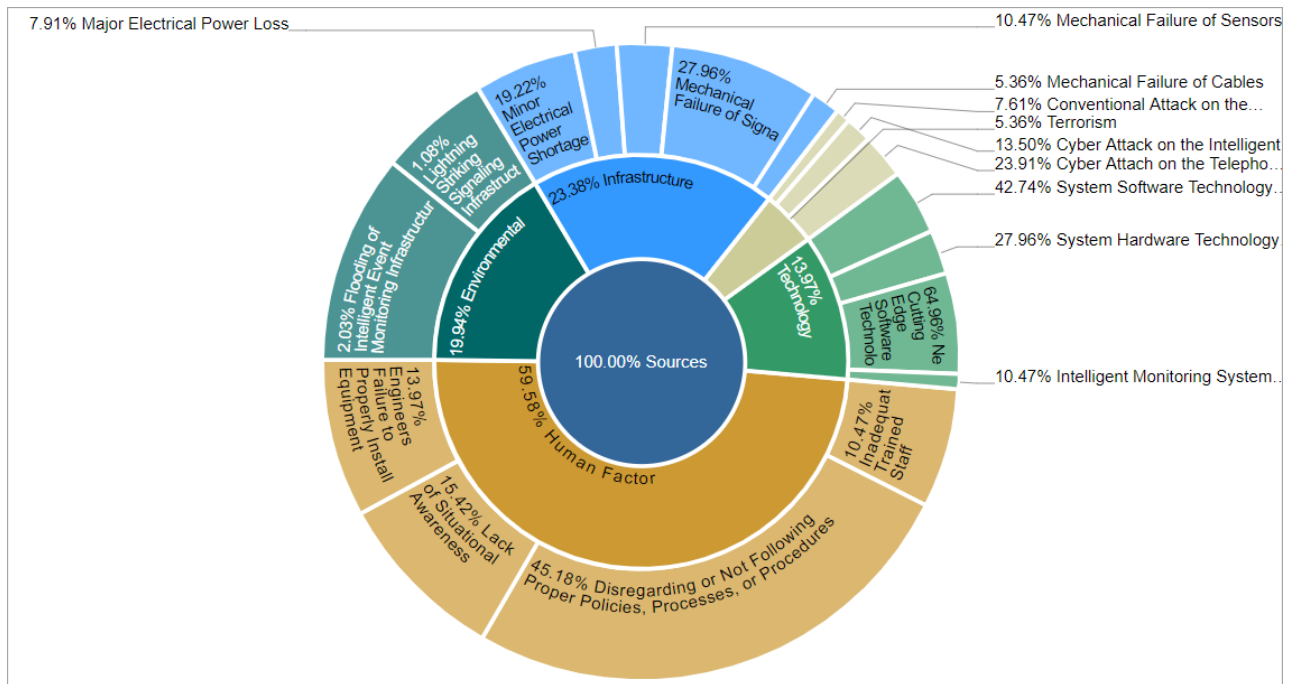 7.91% Major Electrical Power Loss
10.47% Mechanical Failure of Sensors
19.22%
Minor
Electrical
Power
Shortage
27.96%
Mechanical
Failure of Signa
5.36% Mechanical Failure of Cables
7.61% Conventional Attack on the…
5.36% Terrorism
13.50% Cyber Attack on the Intelligent
23.91% Cyber Attach on the Telepho…
42.74% System Software Technology…
27.96% System Hardware Technology…
64.96% Ne
Cutting
Edge
Software
Technolo
10.47% Intelligent Monitoring System…
1.08%
Lightning
Striking
Signaling
Infrastruct
2.03% Flooding of
Intelligent Event
Monitoring Infrastructur
23.38% Infrastructure
19.94% Environmental
13.97%
Technology
100.00% Sources
59.58% Human Factor
13.97%
Engineers
Failure to
Properly Install
Equipment
15.42% Lack
of Situational
Awareness
45.18% Disregarding or Not Following
Proper Policies, Processes, or Procedures
10.47%
Inadequat
Trained
Staff